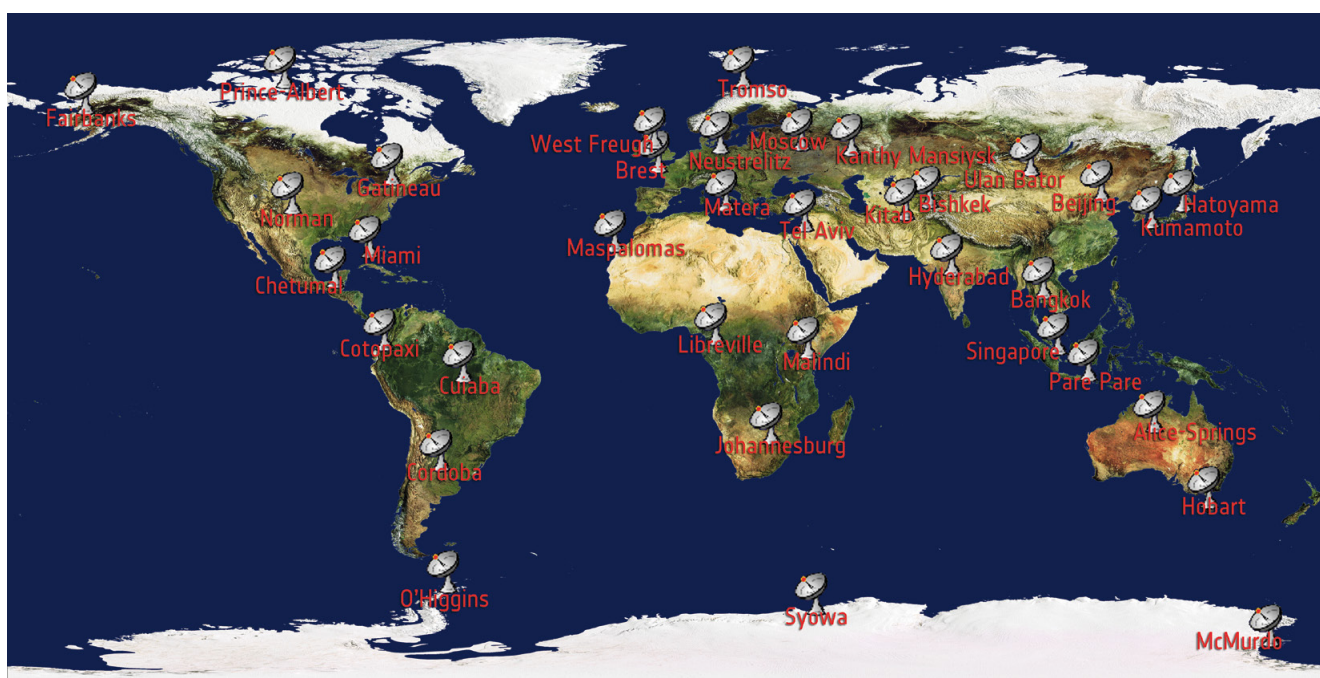 Prince Albert
Tromso
Fairbanks
West Freugh
Moscow
Kanthy Mansiysk
Neustrelitz
Brest
Gatineau
Ulan Bator
Norman
Matera
Kitab
Bishkek
Beijing
Hatoyama
Tel Aviv
Kumamoto
Maspalomas
Miami
Hyderabad
Chetumal
Bangkok
Cotopaxi
Libreville
Malindi
Singapore
Cuiaba
Pare Pare
Johannesburg
Alice-Springs
Cordoba
Hobart
O'Higgins
Syowa
McMurdo